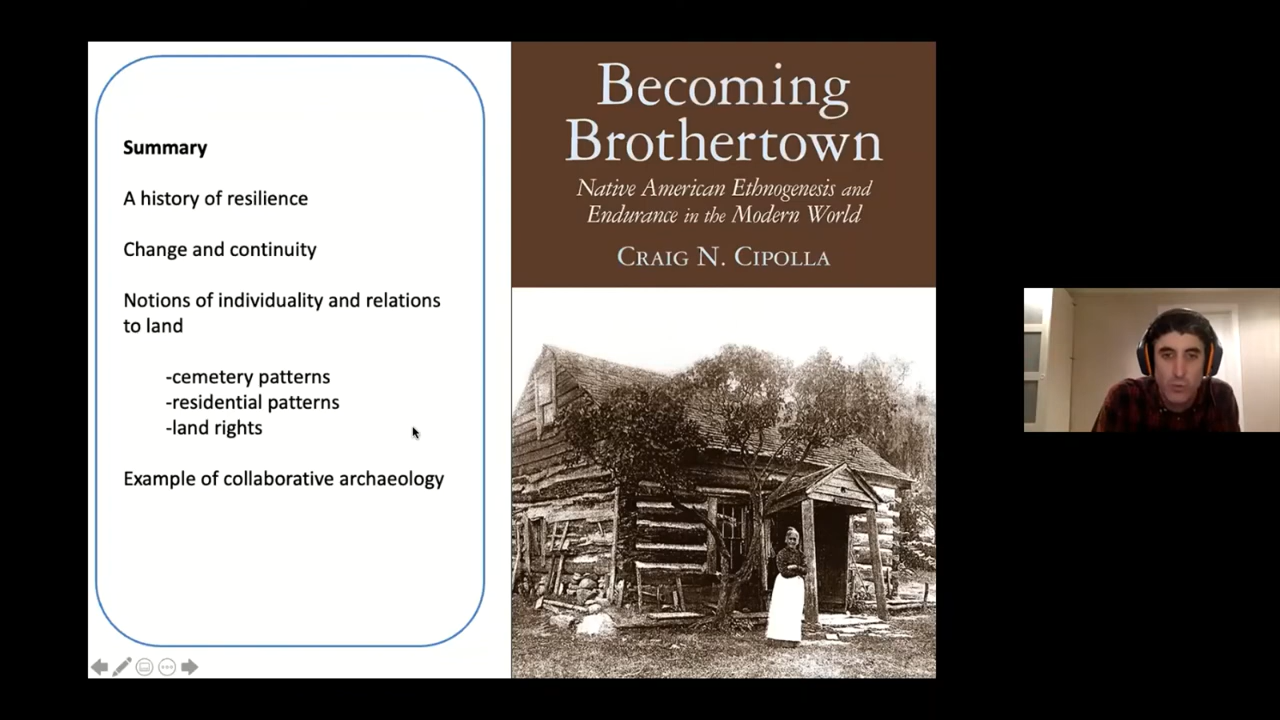 Summary
A history of resilience
Change and continuity
Notions of individuality and relations
to land
-cemetery patterns
-residential patterns
-land rights
Example of collaborative archaeology
Becoming
Brothertown
Native American Ethnogenesis and
Endurance in the Modern World
CRAIG N. CIPOLLA